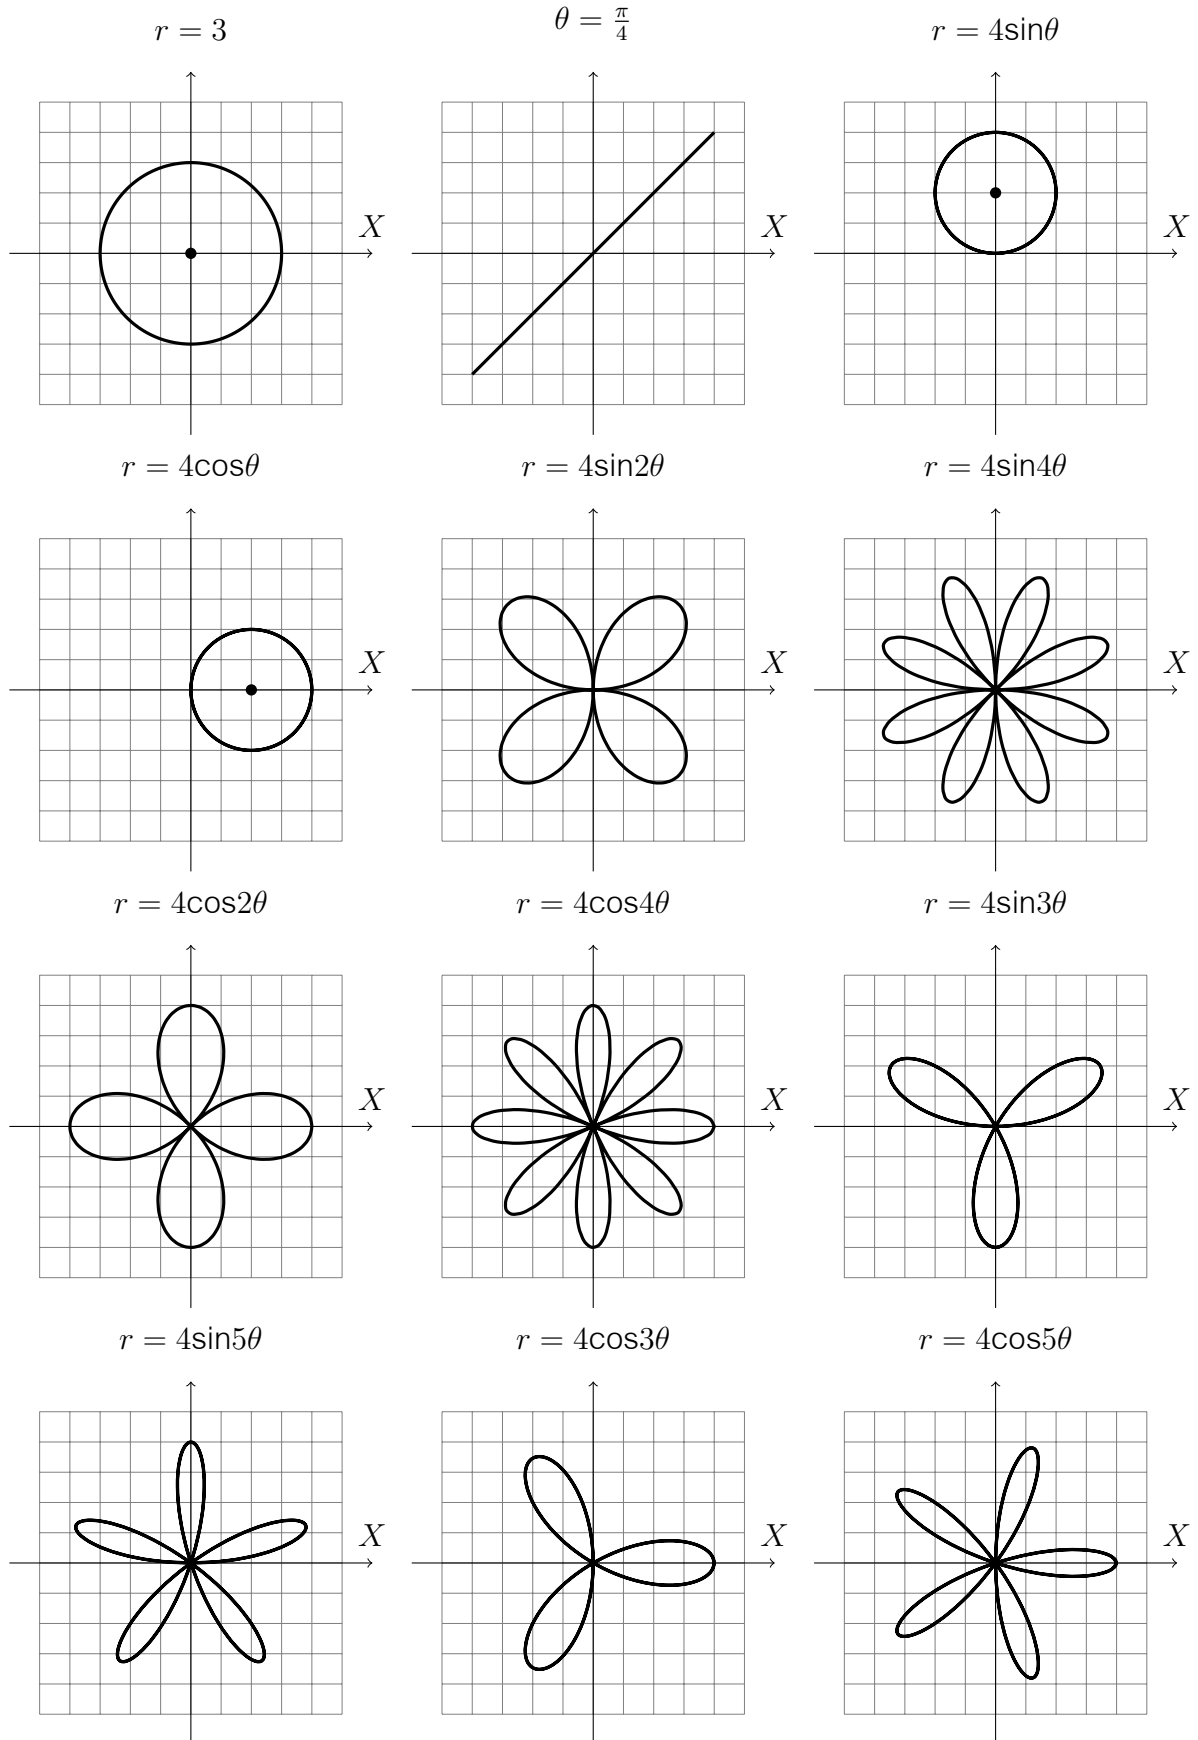 r = 3
θ = π/4
r = 4sinθ
X
X
X
r = 4cosθ
r = 4sin2θ
r = 4sin4θ
X
X
X
r = 4cos2θ
r = 4cos4θ
r = 4sin3θ
X
X
X
r = 4sin5θ
r = 4cos3θ
r = 4cos5θ
X
X
X